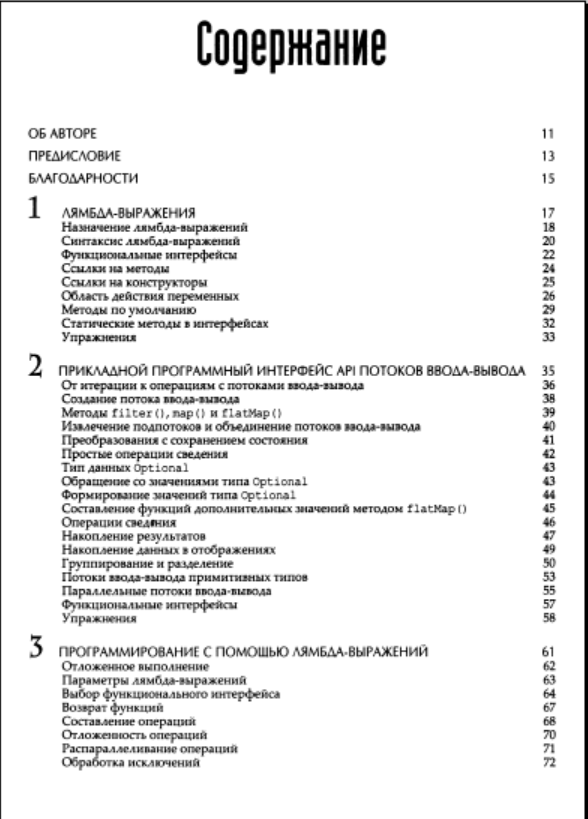 Содержание
ОБ АВТОРЕ 11
ПРЕДИСЛОВИЕ 13
БЛАГОДАРНОСТИ 15
1 ЛЯМБДА-ВЫРАЖЕНИЯ 17
Назначение лямбда-выражений 18
Синтаксис лямбда-выражений 20
Функциональные интерфейсы 22
Ссылки на методы 24
Ссылки на конструкторы 25
Область действия переменных 26
Методы по умолчанию 29
Статические методы в интерфейсах 32
Упражнения 33
2 ПРИКЛАДНОЙ ПРОГРАММНЫЙ ИНТЕРФЕЙС API ПОТОКОВ ВВОДА-ВЫВОДА 35
От итерации к операциям с потоками ввода-вывода 36
Создание потока ввода-вывода 38
Методы filter(), map() и flatMap() 39
Извлечение подпотоков и объединение потоков ввода-вывода 40
Преобразования с сохранением состояния 41
Простые операции сведения 42
Тип данных Optional 43
Обращение со значениями типа Optional 43
Формирование значений типа Optional 44
Составление функций дополнительных значений методом flatMap() 45
Операции сведения 46
Накопление результатов 47
Накопление данных в отображениях 49
Группирование и разделение 50
Потоки ввода-вывода примитивных типов 53
Параллельные потоки ввода-вывода 55
Функциональные интерфейсы 57
Упражнения 58
3 ПРОГРАММИРОВАНИЕ С ПОМОЩЬЮ ЛЯМБДА-ВЫРАЖЕНИЙ 61
Отложенное выполнение 62
Параметры лямбда-выражений 63
Выбор функционального интерфейса 64
Возврат функций 67
Составление операций 68
Отложенность операций 70
Распараллеливание операций 71
Обработка исключений 72